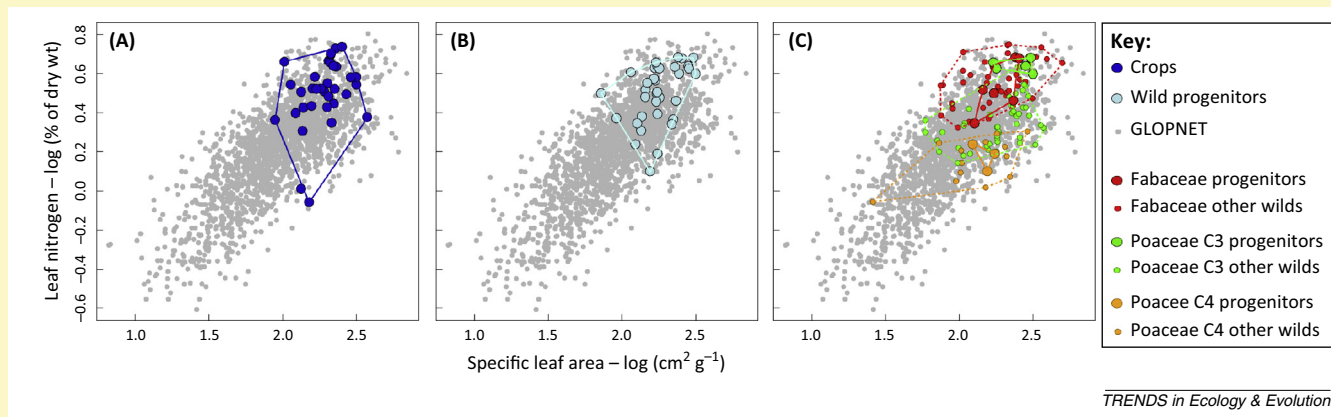 (A)
(B)
(C)
Leaf nitrogen – log (% of dry wt)
0.8
0.6
0.4
0.2
0.0
−0.2
−0.4
−0.6
1.0 1.5 2.0 2.5
1.0 1.5 2.0 2.5
1.0 1.5 2.0 2.5
Specific leaf area – log (cm² g⁻¹)
Key:
Crops
Wild progenitors
GLOPNET
Fabaceae progenitors
Fabaceae other wilds
Poaceae C3 progenitors
Poaceae C3 other wilds
Poacee C4 progenitors
Poaceae C4 other wilds
TRENDS in Ecology & Evolution